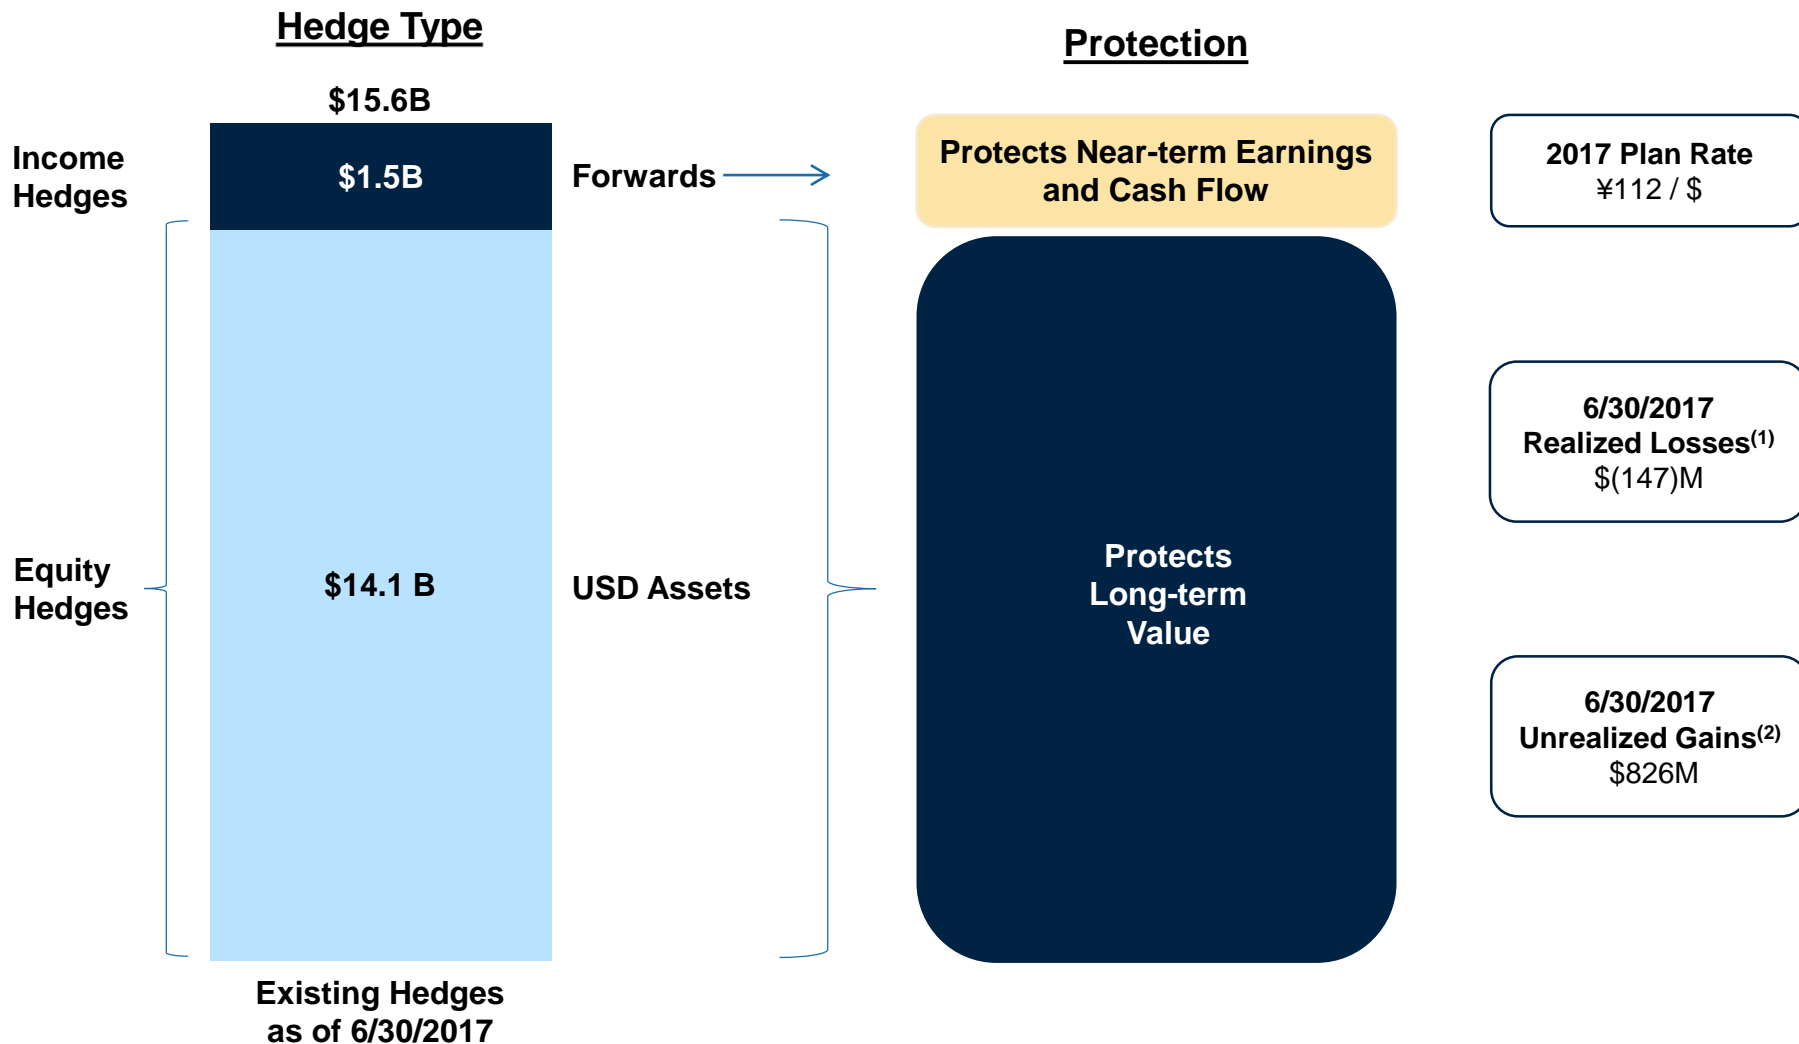 Hedge Type
Protection
$15.6B
Income
Hedges
$1.5B
Forwards
Protects Near-term Earnings
and Cash Flow
2017 Plan Rate
¥112 / $
6/30/2017
Realized Losses(1)
$(147)M
Equity
Hedges
$14.1 B
USD Assets
Protects
Long-term
Value
6/30/2017
Unrealized Gains(2)
$826M
Existing Hedges
as of 6/30/2017